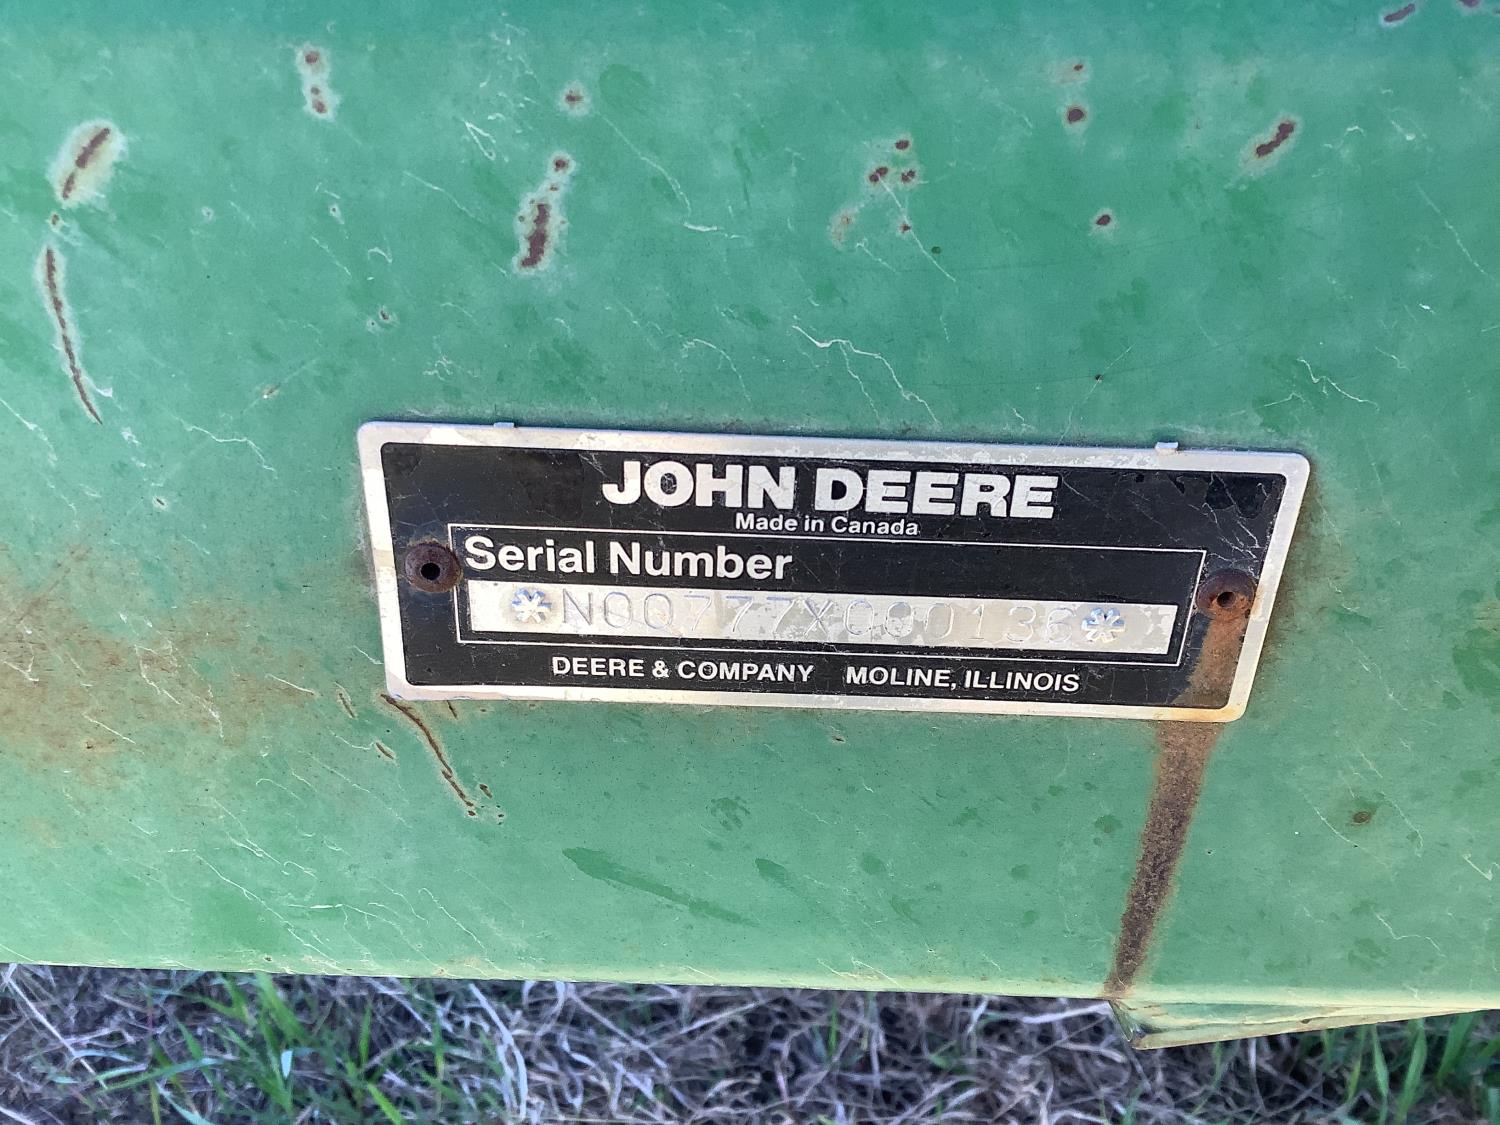 JOHN DEERE
Made in Canada
Serial Number
*N00777X000136*
DEERE & COMPANY MOLINE, ILLINOIS